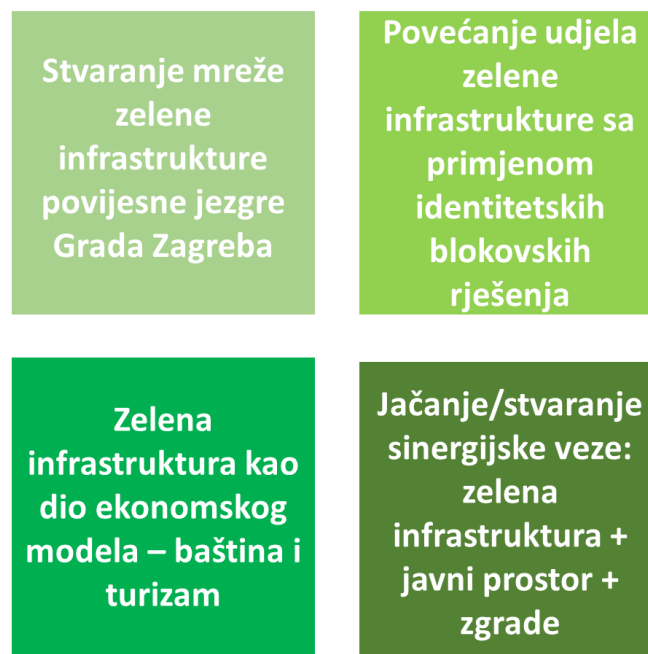 Stvaranje mreže
zelene
infrastrukture
povijesne jezgre
Grada Zagreba
Povećanje udjela
zelene
infrastrukture sa
primjenom
identitetskih
blokovskih
rješenja
Zelena
infrastruktura kao
dio ekonomskog
modela – baština i
turizam
Jačanje/stvaranje
sinergijske veze:
zelena
infrastruktura +
javni prostor +
zgrade